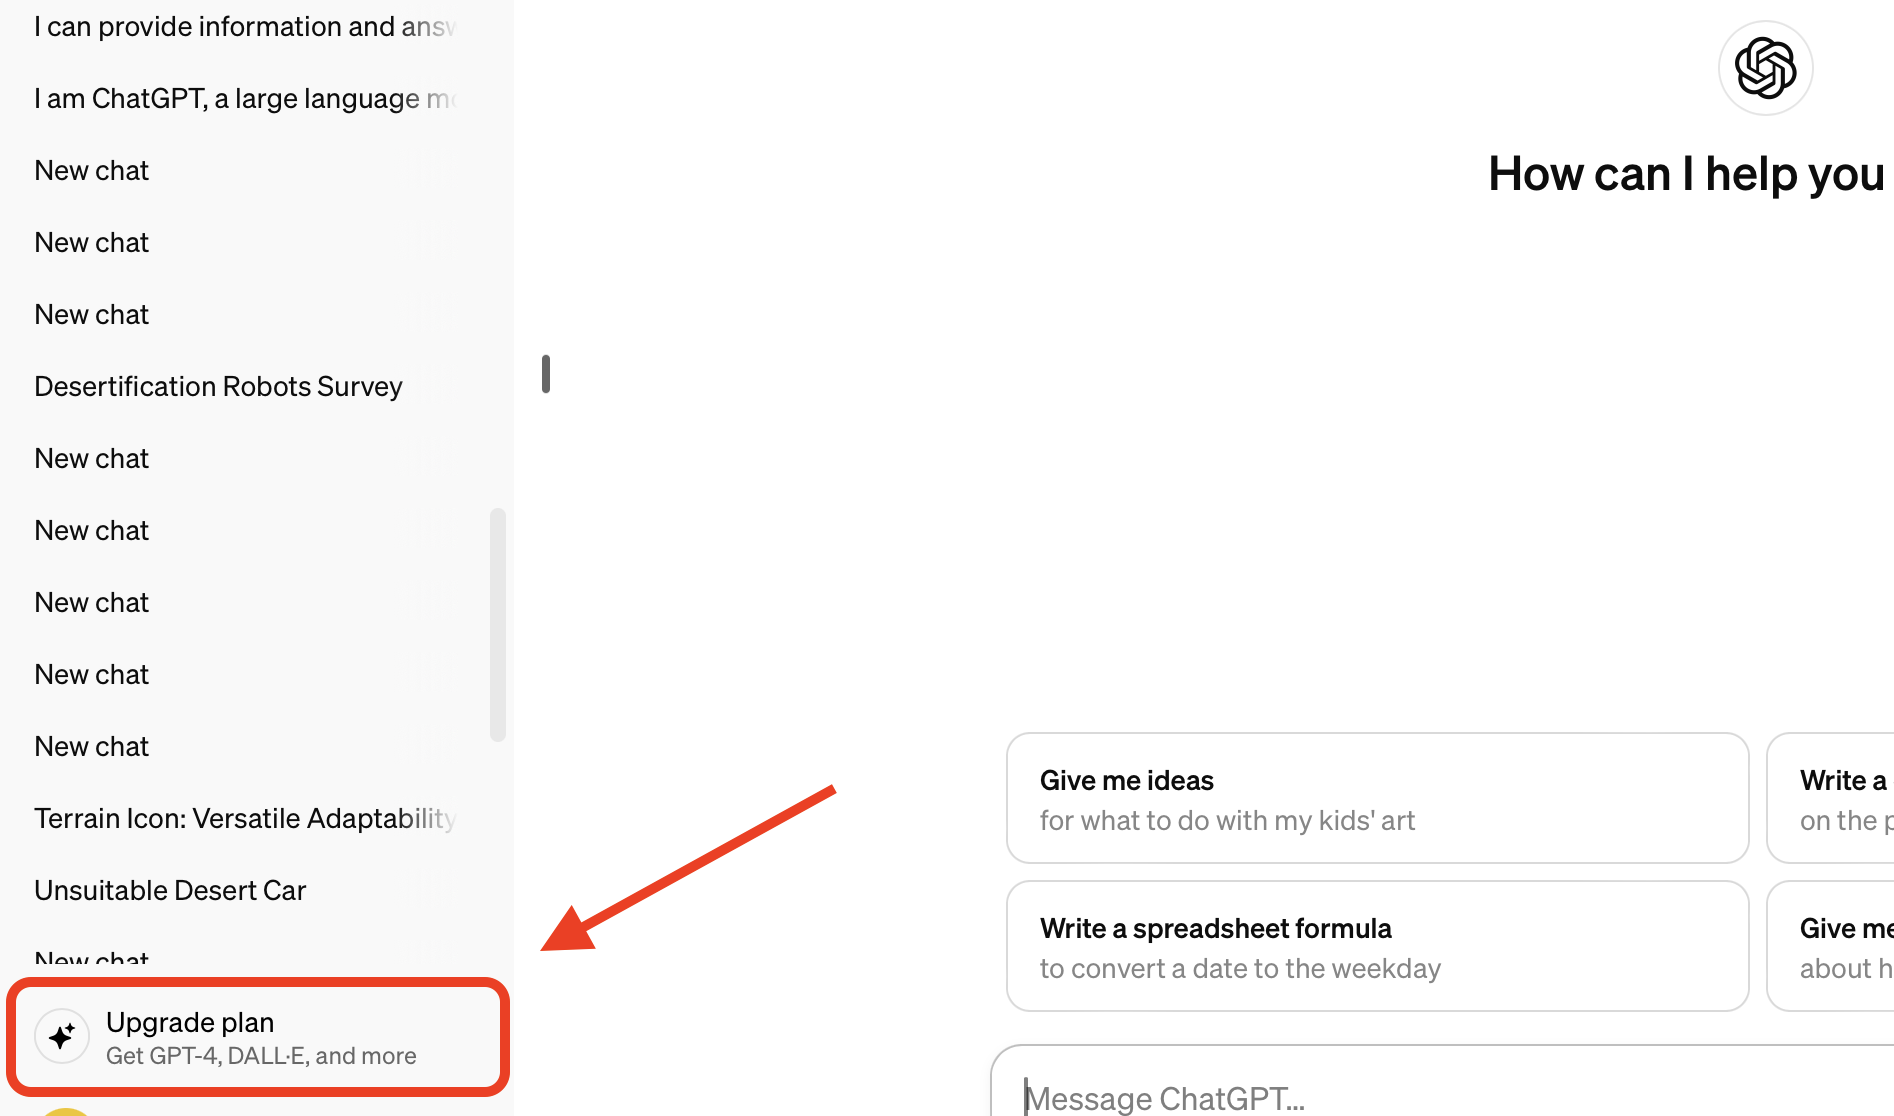 I can provide information and answ
I am ChatGPT, a large language mo
New chat
New chat
New chat
Desertification Robots Survey
New chat
New chat
New chat
New chat
New chat
Terrain Icon: Versatile Adaptability
Unsuitable Desert Car
New chat
Upgrade plan
Get GPT-4, DALL·E, and more
How can I help you
Give me ideas
for what to do with my kids' art
Write a
on the p
Write a spreadsheet formula
to convert a date to the weekday
Give me
about h
Message ChatGPT...